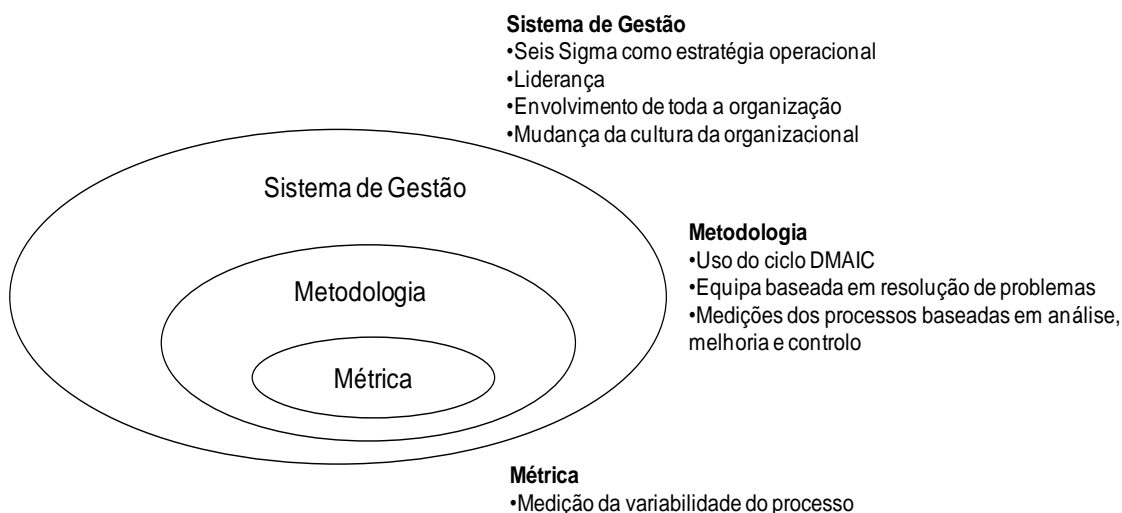 Sistema de Gestão
•Seis Sigma como estratégia operacional
•Liderança
•Envolvimento de toda a organização
•Mudança da cultura da organizacional
Sistema de Gestão
Metodologia
•Uso do ciclo DMAIC
•Equipa baseada em resolução de problemas
•Medições dos processos baseadas em análise,
melhoria e controlo
Metodologia
Métrica
Métrica
•Medição da variabilidade do processo